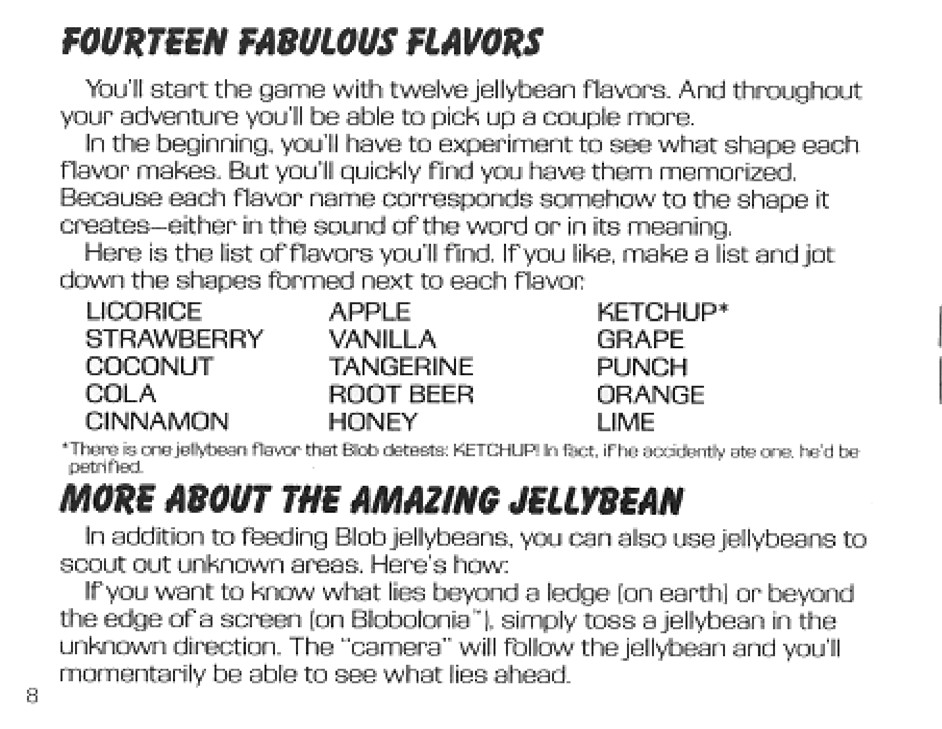 FOURTEEN FABULOUS FLAVORS
You'll start the game with twelve jellybean flavors. And throughout
your adventure you'll be able to pick up a couple more.
In the beginning, you'll have to experiment to see what shape each
flavor makes. But you'll quickly find you have them memorized.
Because each flavor name corresponds somehow to the shape it
creates—either in the sound of the word or in its meaning.
Here is the list of flavors you'll find. If you like, make a list and jot
down the shapes formed next to each flavor:
LICORICE APPLE KETCHUP*
STRAWBERRY VANILLA GRAPE
COCONUT TANGERINE PUNCH
COLA ROOT BEER ORANGE
CINNAMON HONEY LIME
*There is one jellybean flavor that Blob detests: KETCHUP! In fact, if he accidently ate one, he'd be
petrified.
MORE ABOUT THE AMAZING JELLYBEAN
In addition to feeding Blob jellybeans, you can also use jellybeans to
scout out unknown areas. Here's how:
If you want to know what lies beyond a ledge (on earth) or beyond
the edge of a screen (on Blobolonia™), simply toss a jellybean in the
unknown direction. The "camera" will follow the jellybean and you'll
momentarily be able to see what lies ahead.
8